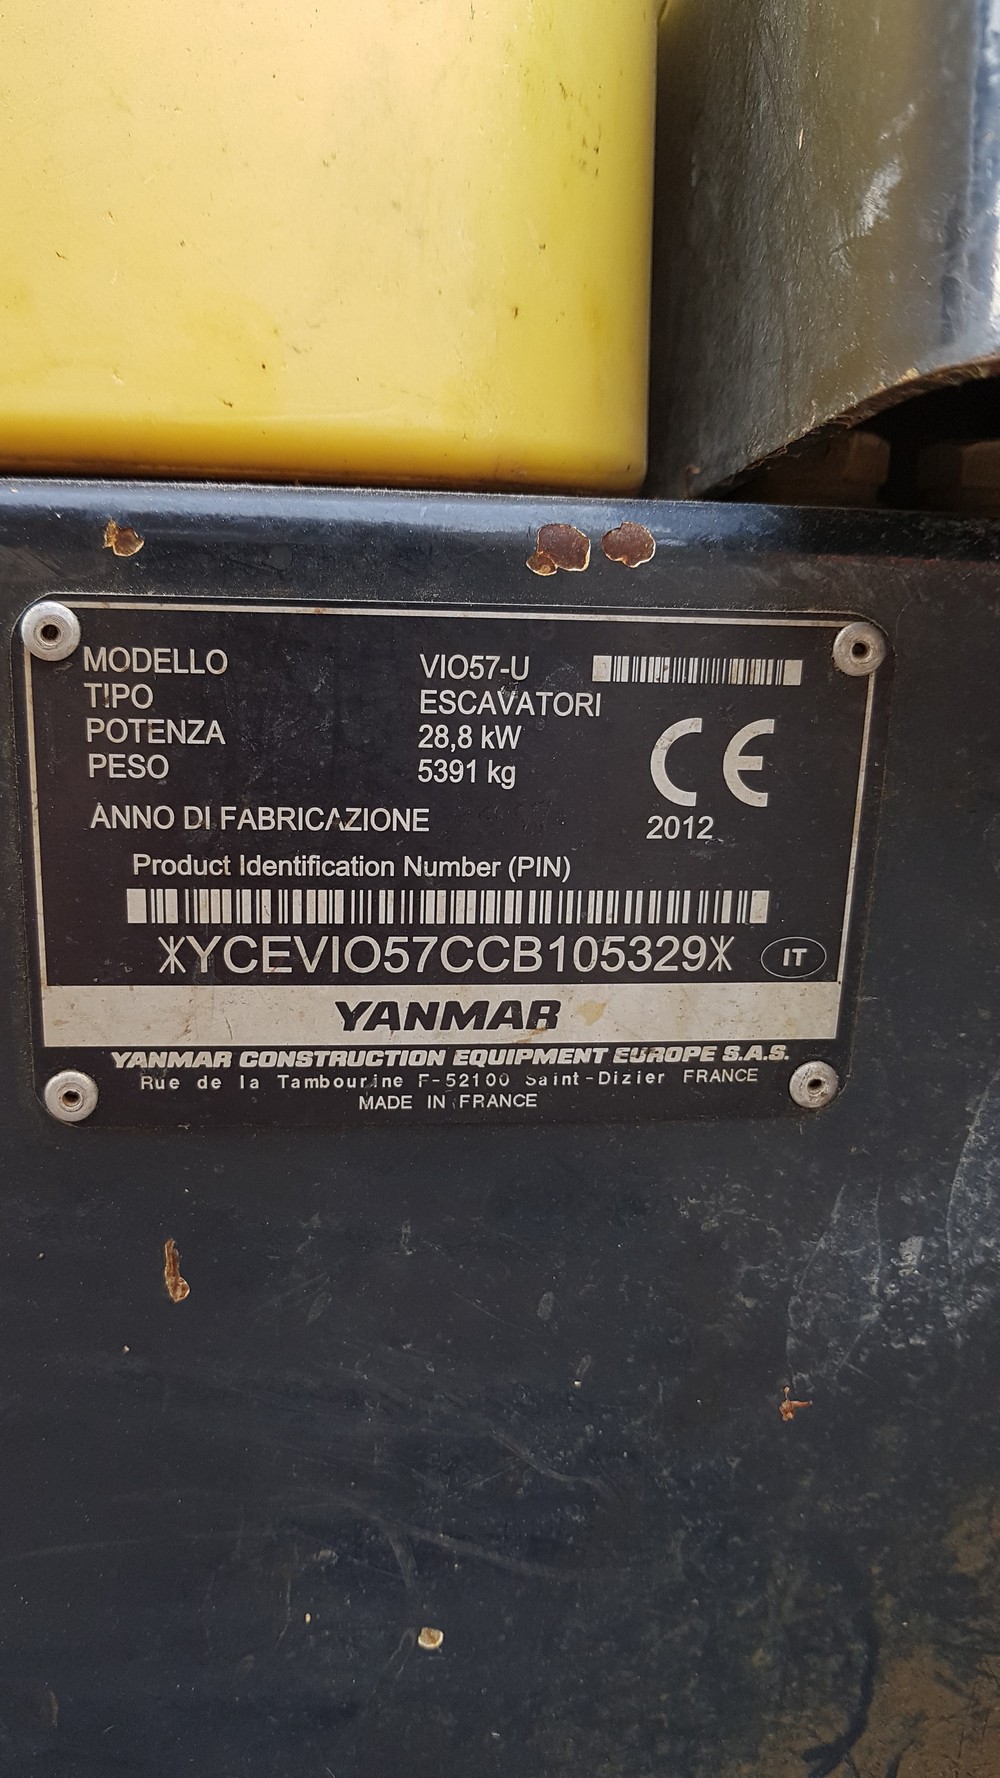 MODELLO VIO57-U
TIPO ESCAVATORI
POTENZA 28,8 kW
PESO 5391 kg
CE
ANNO DI FABRICAZIONE 2012
Product Identification Number (PIN)
*YCEVIO57CCB105329*
IT
YANMAR
YANMAR CONSTRUCTION EQUIPMENT EUROPE S.A.S.
Rue de la Tambourine F-52100 Saint-Dizier FRANCE
MADE IN FRANCE